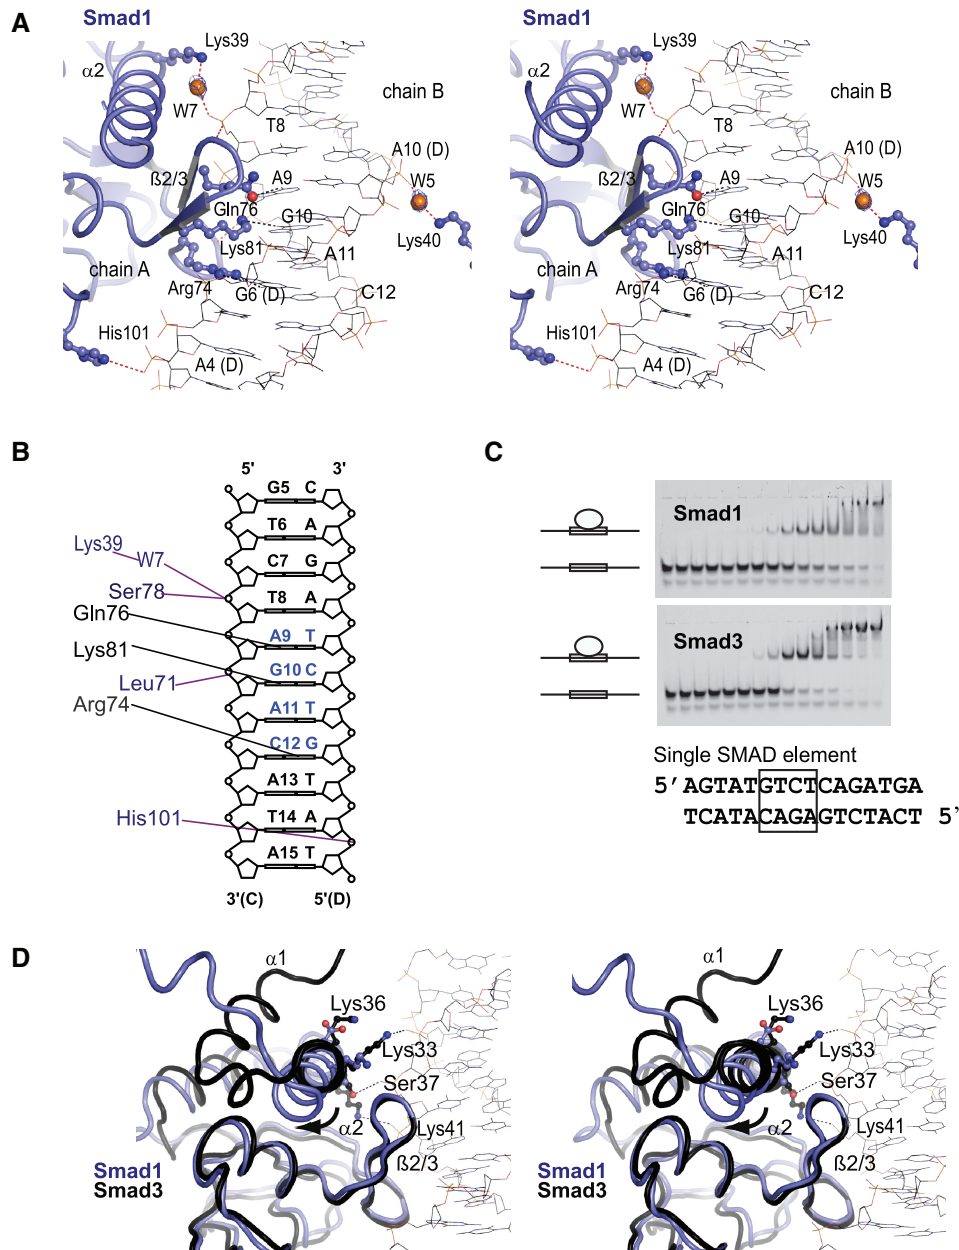 A
Smad1
Lys39
α2
W7
T8
chain B
A10 (D)
ß2/3
A9
W5
Gln76
G10
Lys40
Lys81
A11
chain A
Arg74
G6 (D)
C12
His101
A4 (D)
Smad1
Lys39
α2
W7
T8
chain B
A10 (D)
ß2/3
A9
W5
Gln76
G10
Lys40
Lys81
A11
chain A
Arg74
G6 (D)
C12
His101
A4 (D)
B
5' 3'
G5 C
T6 A
C7 G
T8 A
A9 T
G10 C
A11 T
C12 G
A13 T
T14 A
A15 T
3'(C) 5'(D)
Lys39
W7
Ser78
Gln76
Lys81
Leu71
Arg74
His101
C
Smad1
Smad3
Single SMAD element
5’AGTATGTCTCAGATGA
TCATACAGAGTCTACT 5’
D
α1
Lys36
Lys33
Ser37
α2
Lys41
ß2/3
Smad1
Smad3
α1
Lys36
Lys33
Ser37
α2
Lys41
ß2/3
Smad1
Smad3